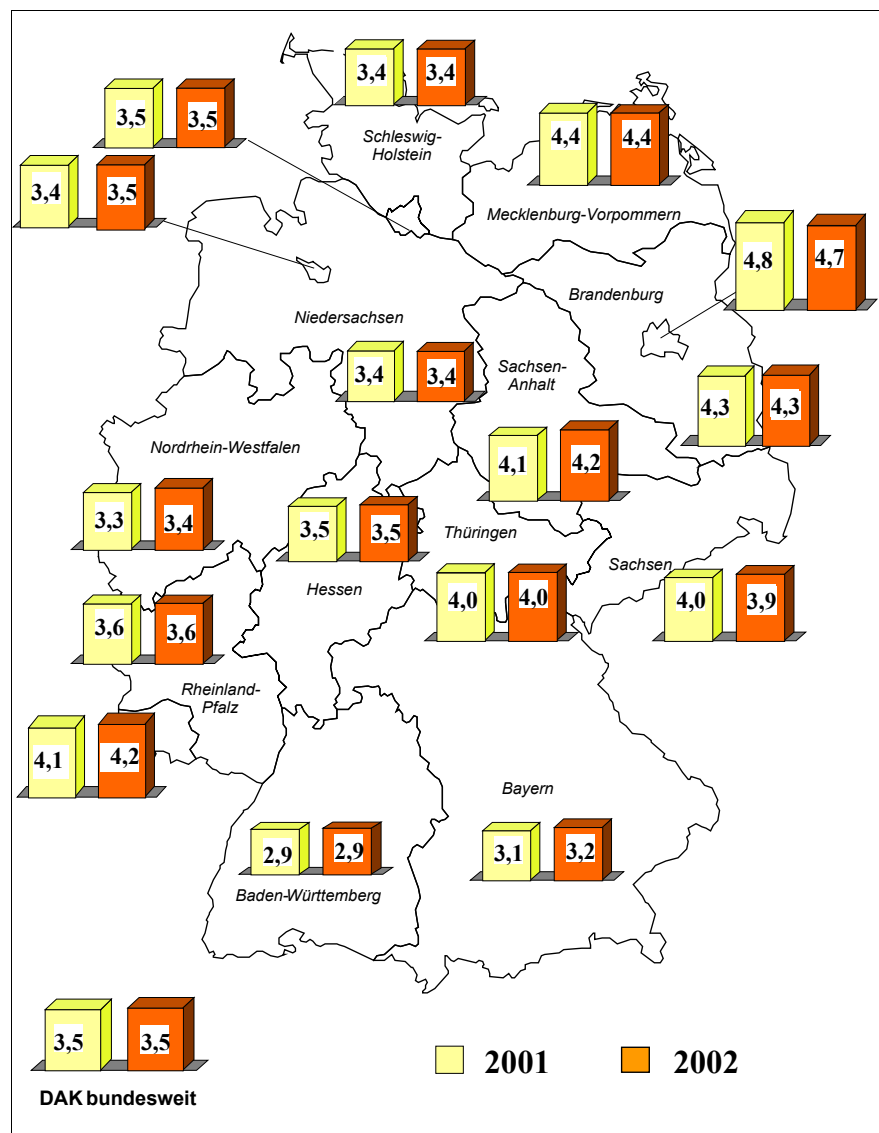 3,4 3,4
3,5 3,5
Schleswig-
Holstein
4,4 4,4
3,4 3,5
Mecklenburg-Vorpommern
4,8 4,7
Brandenburg
Niedersachsen
3,4 3,4
Sachsen-
Anhalt
4,3 4,3
Nordrhein-Westfalen
4,1 4,2
3,3 3,4
3,5 3,5
Thüringen
Sachsen
Hessen
4,0 4,0
4,0 3,9
3,6 3,6
Rheinland-
Pfalz
4,1 4,2
Bayern
2,9 2,9
3,1 3,2
Baden-Württemberg
3,5 3,5
2001 2002
DAK bundesweit